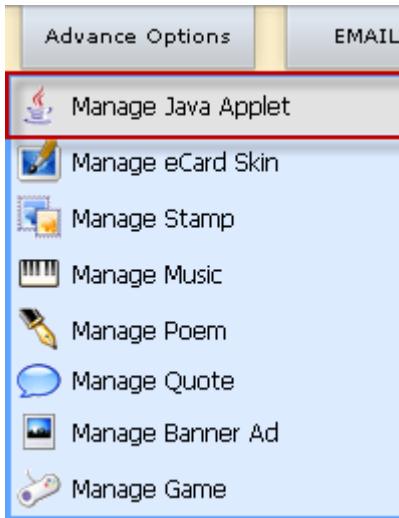 Advance Options
EMAIL
Manage Java Applet
Manage eCard Skin
Manage Stamp
Manage Music
Manage Poem
Manage Quote
Manage Banner Ad
Manage Game